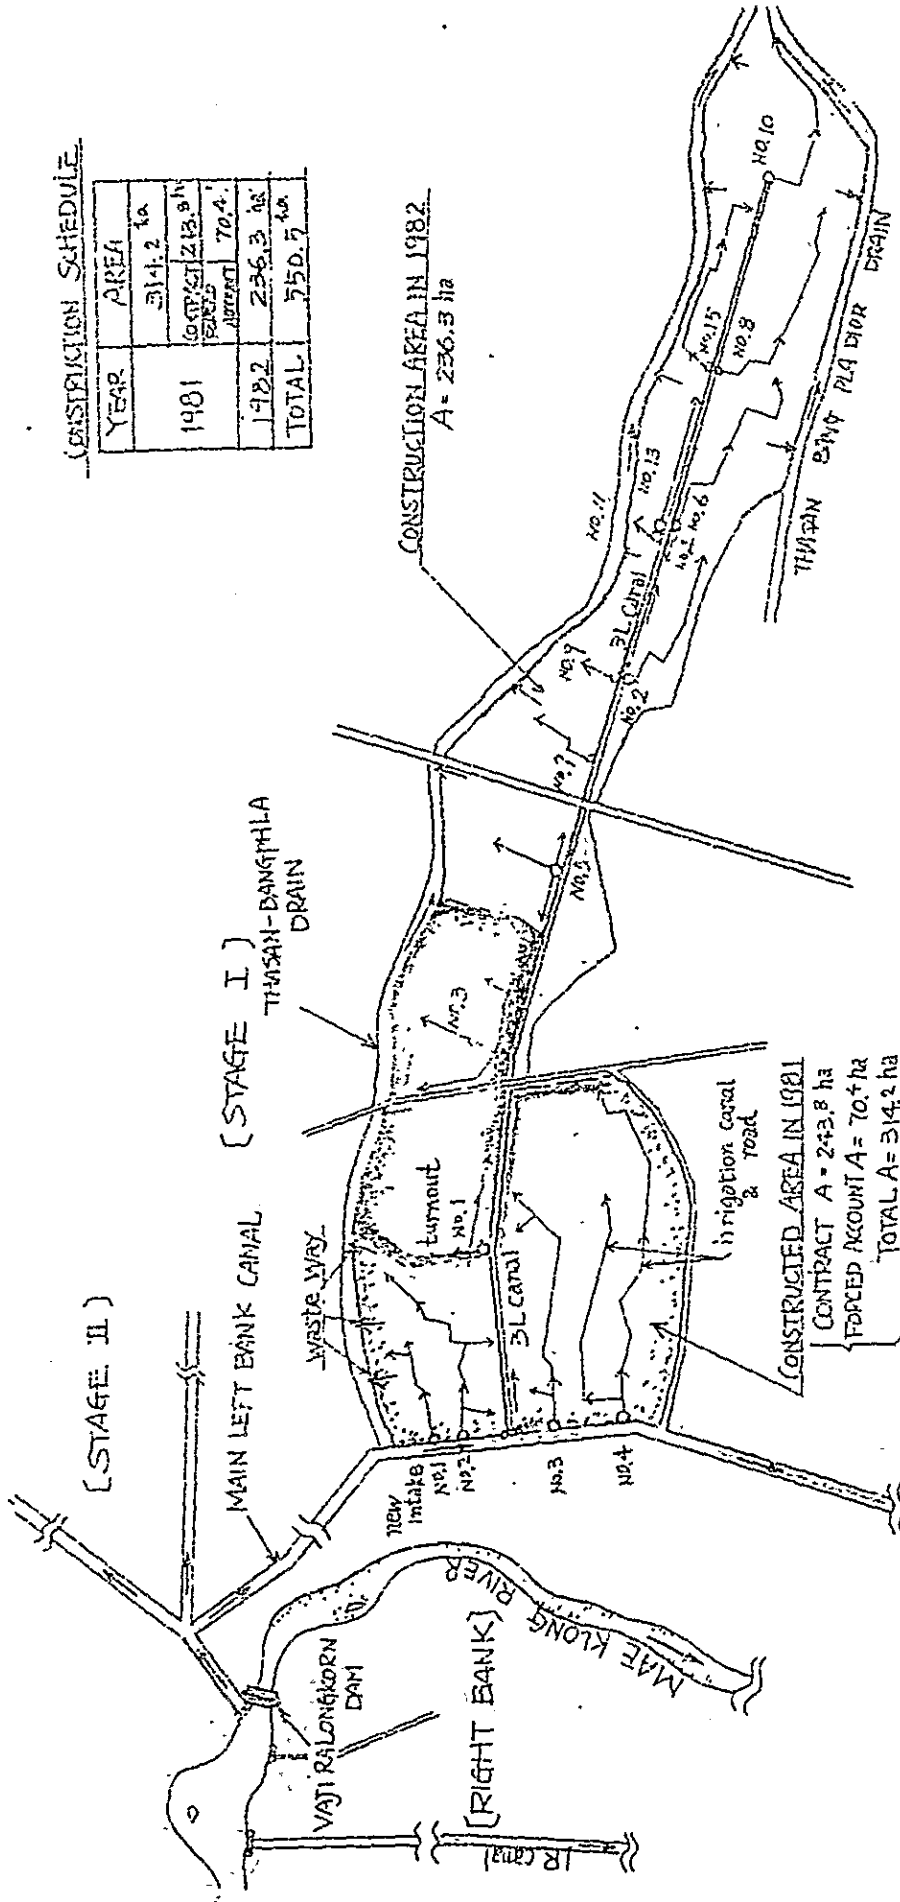 CONSTRUCTION SCHEDULE
YEAR AREA
1981 314.2 ha
CONTRACT 243.8 ha
FORCED ACCOUNT 70.4
1982 236.3 ha
TOTAL 550.5 ha
[STAGE II]
MAIN LEFT BANK CANAL
[STAGE I]
THASAN-BANGPHLA
DRAIN
CONSTRUCTION AREA IN 1982
A = 236.3 ha
Waste Way
turnout
NO.1
NO.3
NO.5
NO.7
NO.9
NO.11
NO.13
NO.15
3L Canal
3L Canal
NO.2
NO.6
NO.8
NO.10
THASAN BANG PLA DRAIN
new
intake
NO.1
NO.2
NO.3
NO.4
irrigation canal
& road
CONSTRUCTED AREA IN 1981
CONTRACT A = 243.8 ha
FORCED ACCOUNT A = 70.4 ha
TOTAL A = 314.2 ha
VAJIRALONGKORN
DAM
MAE KLONG RIVER
[RIGHT BANK]
1R Canal